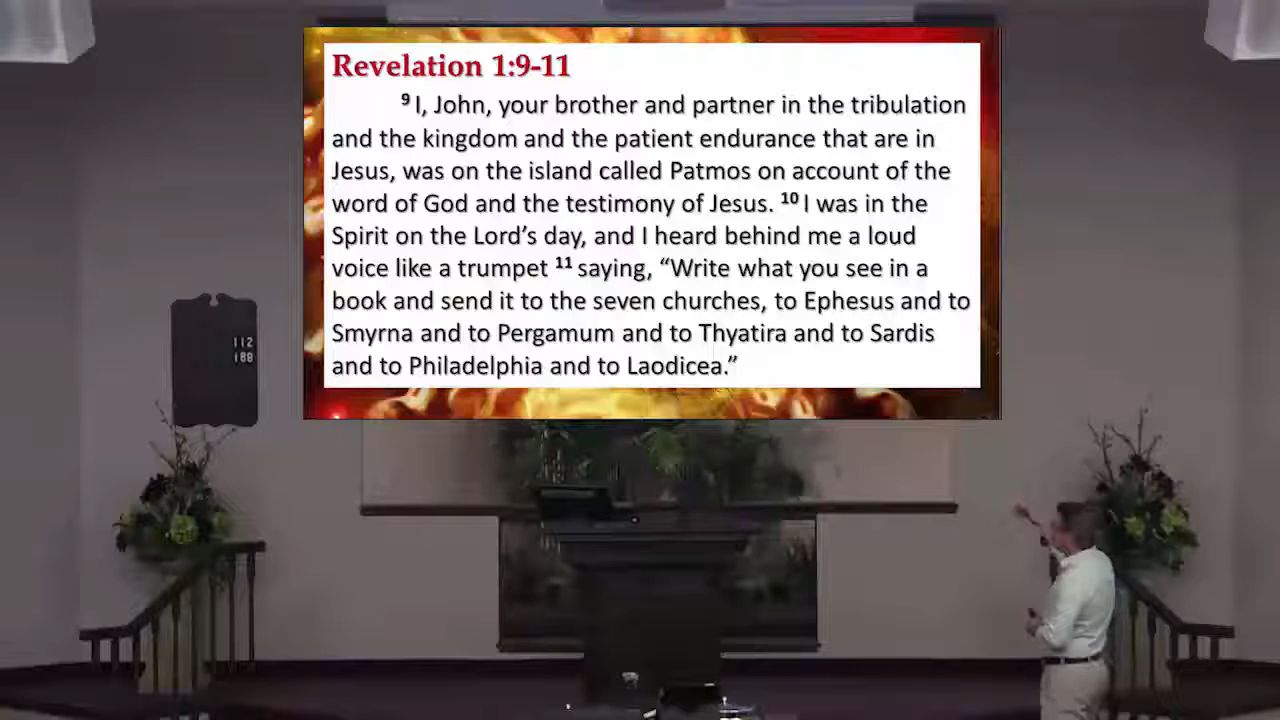 Revelation 1:9-11
9 I, John, your brother and partner in the tribulation
and the kingdom and the patient endurance that are in
Jesus, was on the island called Patmos on account of the
word of God and the testimony of Jesus. 10 I was in the
Spirit on the Lord’s day, and I heard behind me a loud
voice like a trumpet 11 saying, “Write what you see in a
book and send it to the seven churches, to Ephesus and to
Smyrna and to Pergamum and to Thyatira and to Sardis
and to Philadelphia and to Laodicea.”
112
188